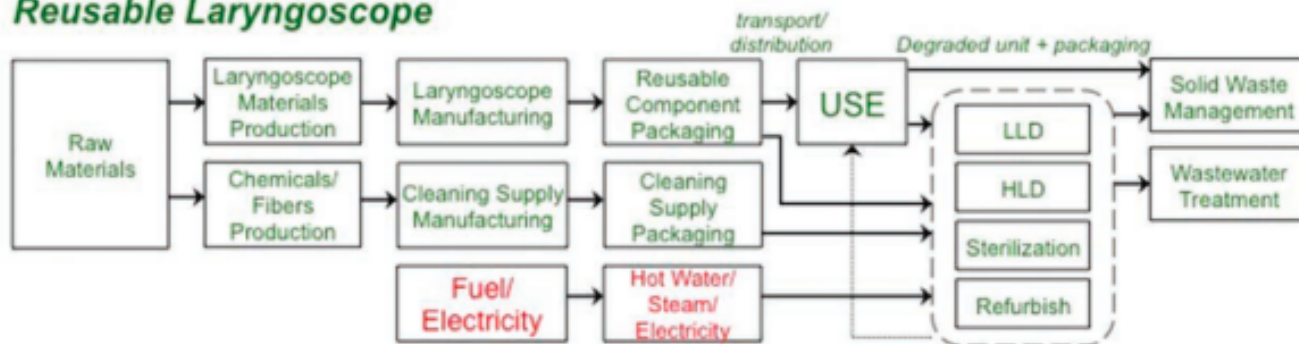 Reusable Laryngoscope
transport/
distribution
Degraded unit + packaging
Raw
Materials
Laryngoscope
Materials
Production
Laryngoscope
Manufacturing
Reusable
Component
Packaging
USE
Solid Waste
Management
Chemicals/
Fibers
Production
Cleaning Supply
Manufacturing
Cleaning
Supply
Packaging
LLD
HLD
Sterilization
Refurbish
Wastewater
Treatment
Fuel/
Electricity
Hot Water/
Steam/
Electricity